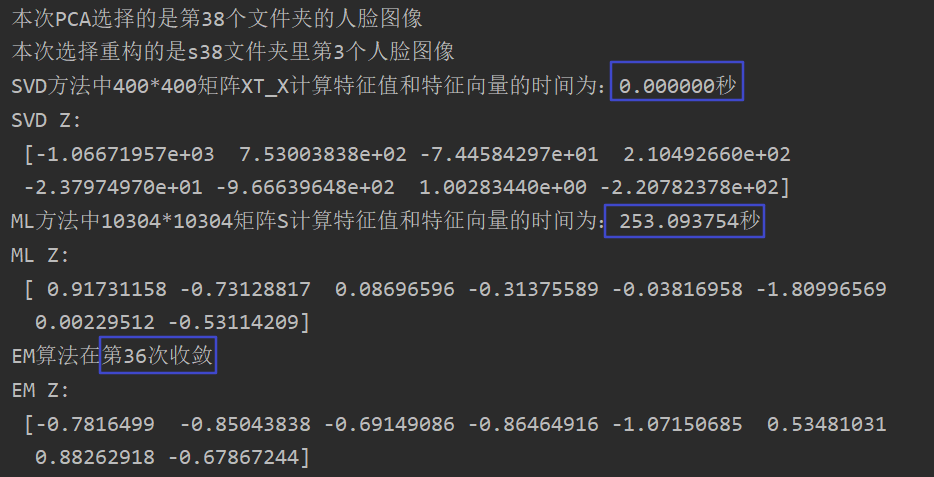 本次PCA选择的是第38个文件夹的人脸图像
本次选择重构的是s38文件夹里第3个人脸图像
SVD方法中400*400矩阵XT_X计算特征值和特征向量的时间为：0.000000秒
SVD Z:
[-1.06671957e+03  7.53003838e+02 -7.44584297e+01  2.10492660e+02
-2.37974970e+01 -9.66639648e+02  1.00283440e+00 -2.20782378e+02]
ML方法中10304*10304矩阵S计算特征值和特征向量的时间为：253.093754秒
ML Z:
[ 0.91731158 -0.73128817  0.08696596 -0.31375589 -0.03816958 -1.80996569
0.00229512 -0.53114209]
EM算法在第36次收敛
EM Z:
[-0.7816499  -0.85043838 -0.69149086 -0.86464916 -1.07150685  0.53481031
0.88262918 -0.67867244]